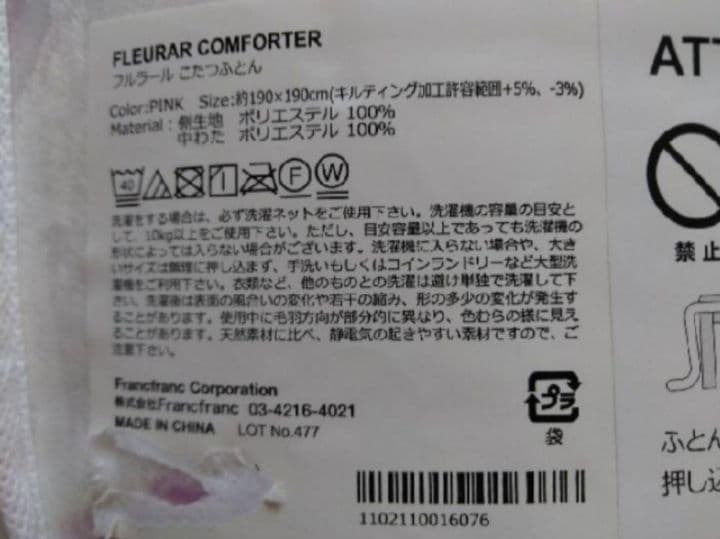 FLEURAR COMFORTER
フルラール こたつふとん
Color:PINK Size:約190×190cm(キルティング加工許容範囲+5%、-3%)
Material : 側生地 ポリエステル 100%
中わた ポリエステル 100%
40
F
W
洗濯をする場合は、必ず洗濯ネットをご使用下さい。洗濯機の容量の目安と
して、10kg以上をご使用下さい。ただし、目安容量以上であっても洗濯機の
形状によっては入らない場合がございます。洗濯機に入らない場合や、大き
いサイズは無理に押し込まず、手洗いもしくはコインランドリーなど大型洗
濯機をご利用下さい。衣類など、他のものとの洗濯は避け単独で洗濯して下
さい。洗濯後は表面の風合いの変化や若干の縮み、形の多少の変化が発生す
ることがあります。使用中に毛羽方向が部分的に異なり、色むらの様に見え
ることがあります。天然素材に比べ、静電気の起きやすい素材ですので、ご
注意下さい。
Francfranc Corporation
株式会社Francfranc 03-4216-4021
MADE IN CHINA LOT No.477
プラ
袋
1102110016076
ATT
禁止
ふとん
押し込